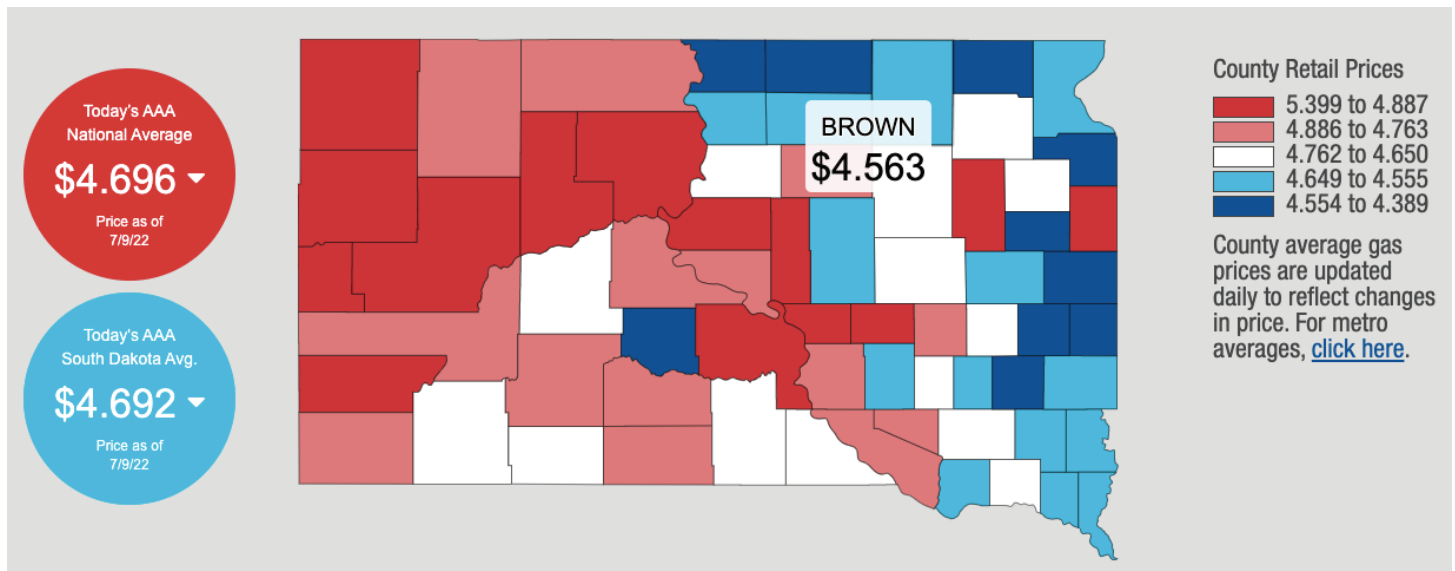 Today's AAA
National Average
$4.696
Price as of
7/9/22
Today's AAA
South Dakota Avg.
$4.692
Price as of
7/9/22
BROWN
$4.563
County Retail Prices
5.399 to 4.887
4.886 to 4.763
4.762 to 4.650
4.649 to 4.555
4.554 to 4.389
County average gas
prices are updated
daily to reflect changes
in price. For metro
averages, click here.